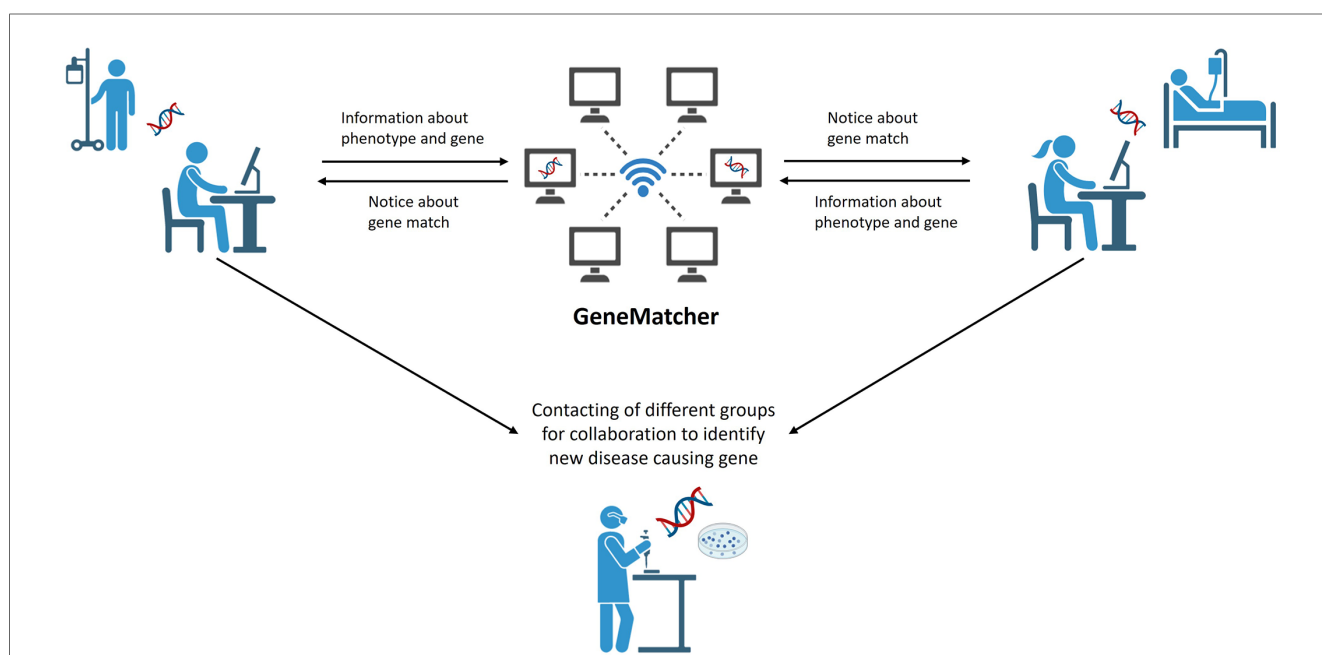 Information about
phenotype and gene
Notice about
gene match
Notice about
gene match
Information about
phenotype and gene
GeneMatcher
Contacting of different groups
for collaboration to identify
new disease causing gene